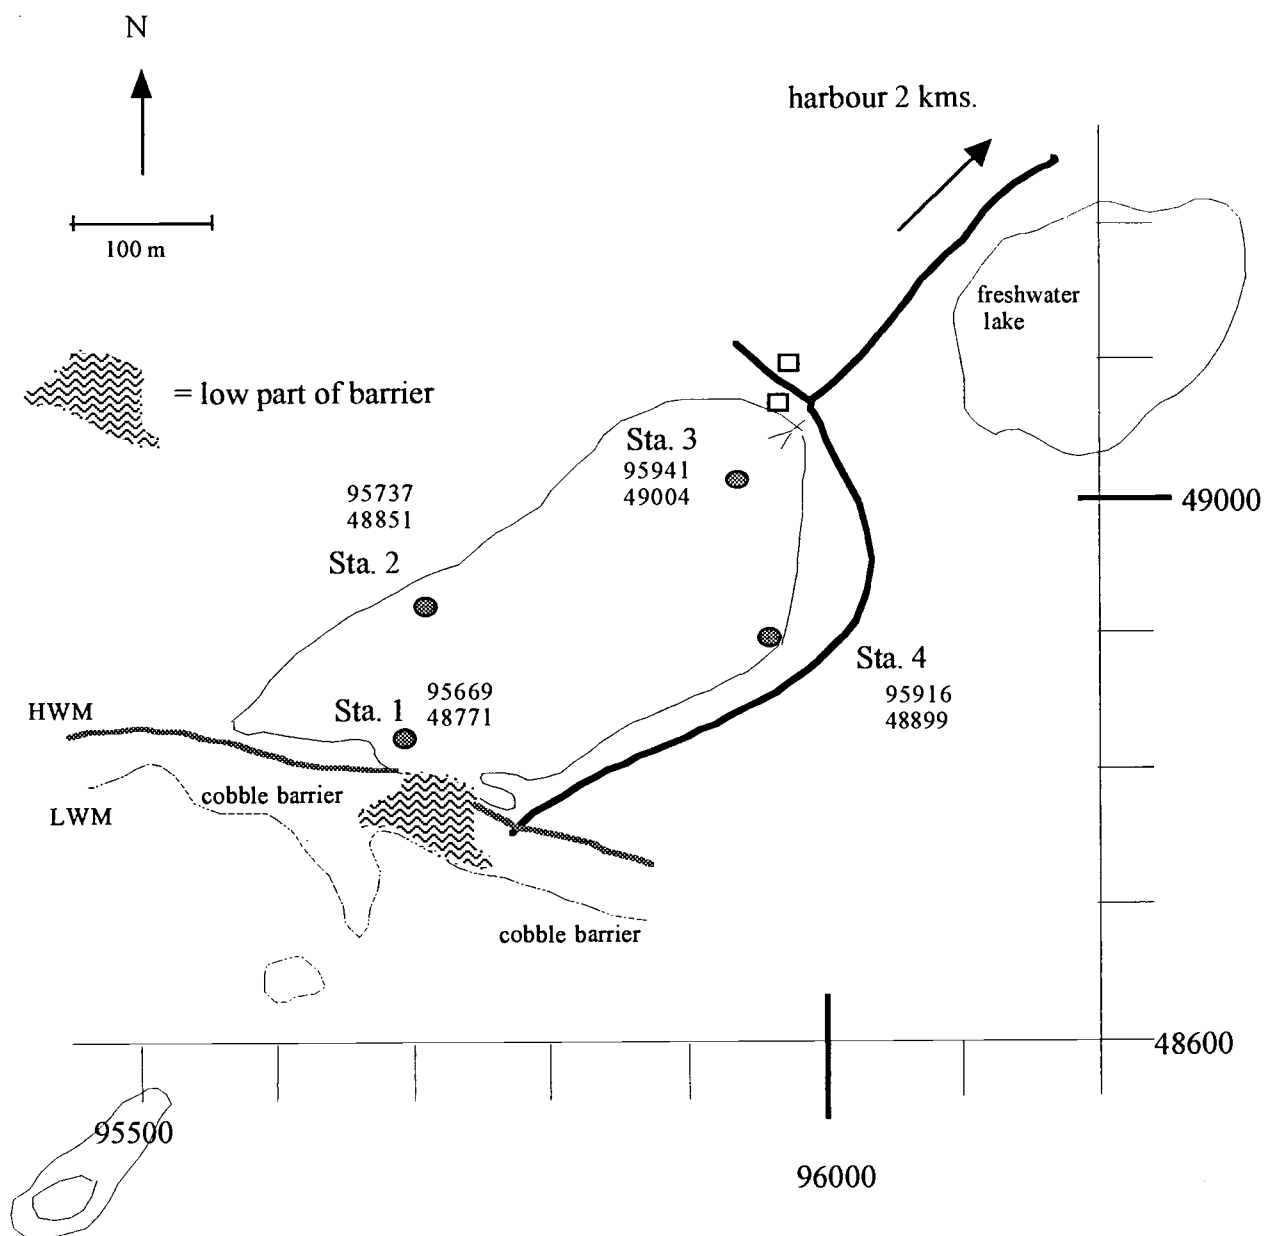 N
harbour 2 kms.
100 m
freshwater
lake
= low part of barrier
Sta. 3
95941
49004
95737
48851
49000
Sta. 2
Sta. 4
95916
48899
95669
48771
Sta. 1
HWM
cobble barrier
LWM
cobble barrier
48600
95500
96000